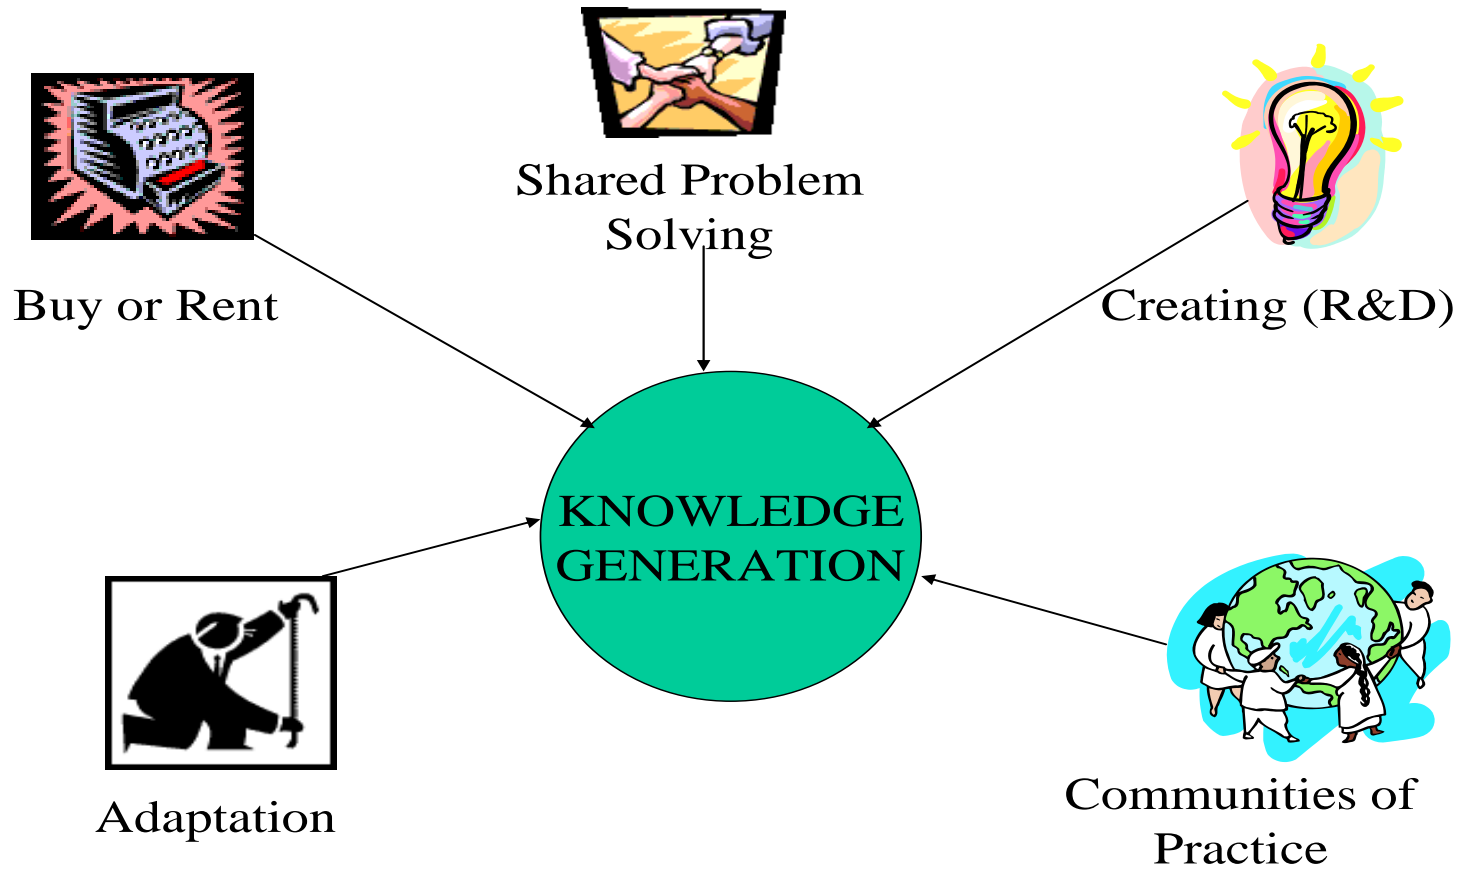 Shared Problem
Solving
Buy or Rent
Creating (R&D)
KNOWLEDGE
GENERATION
Adaptation
Communities of
Practice